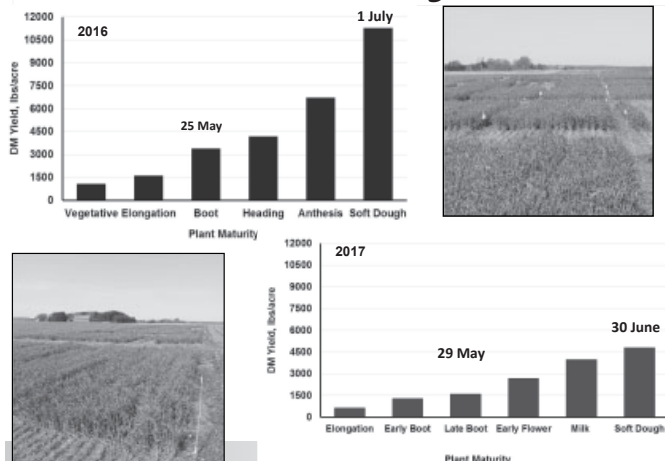 1 July
12000
2016
10500
9000
7500
6000
4500
3000
1500
0
DM Yield, lbs/acre
25 May
Vegetative Elongation Boot Heading Anthesis Soft Dough
Plant Maturity
12000
2017
10500
9000
7500
6000
4500
3000
1500
0
DM Yield, lbs/acre
29 May
30 June
Elongation Early Boot Late Boot Early Flower Milk Soft Dough
Plant Maturity